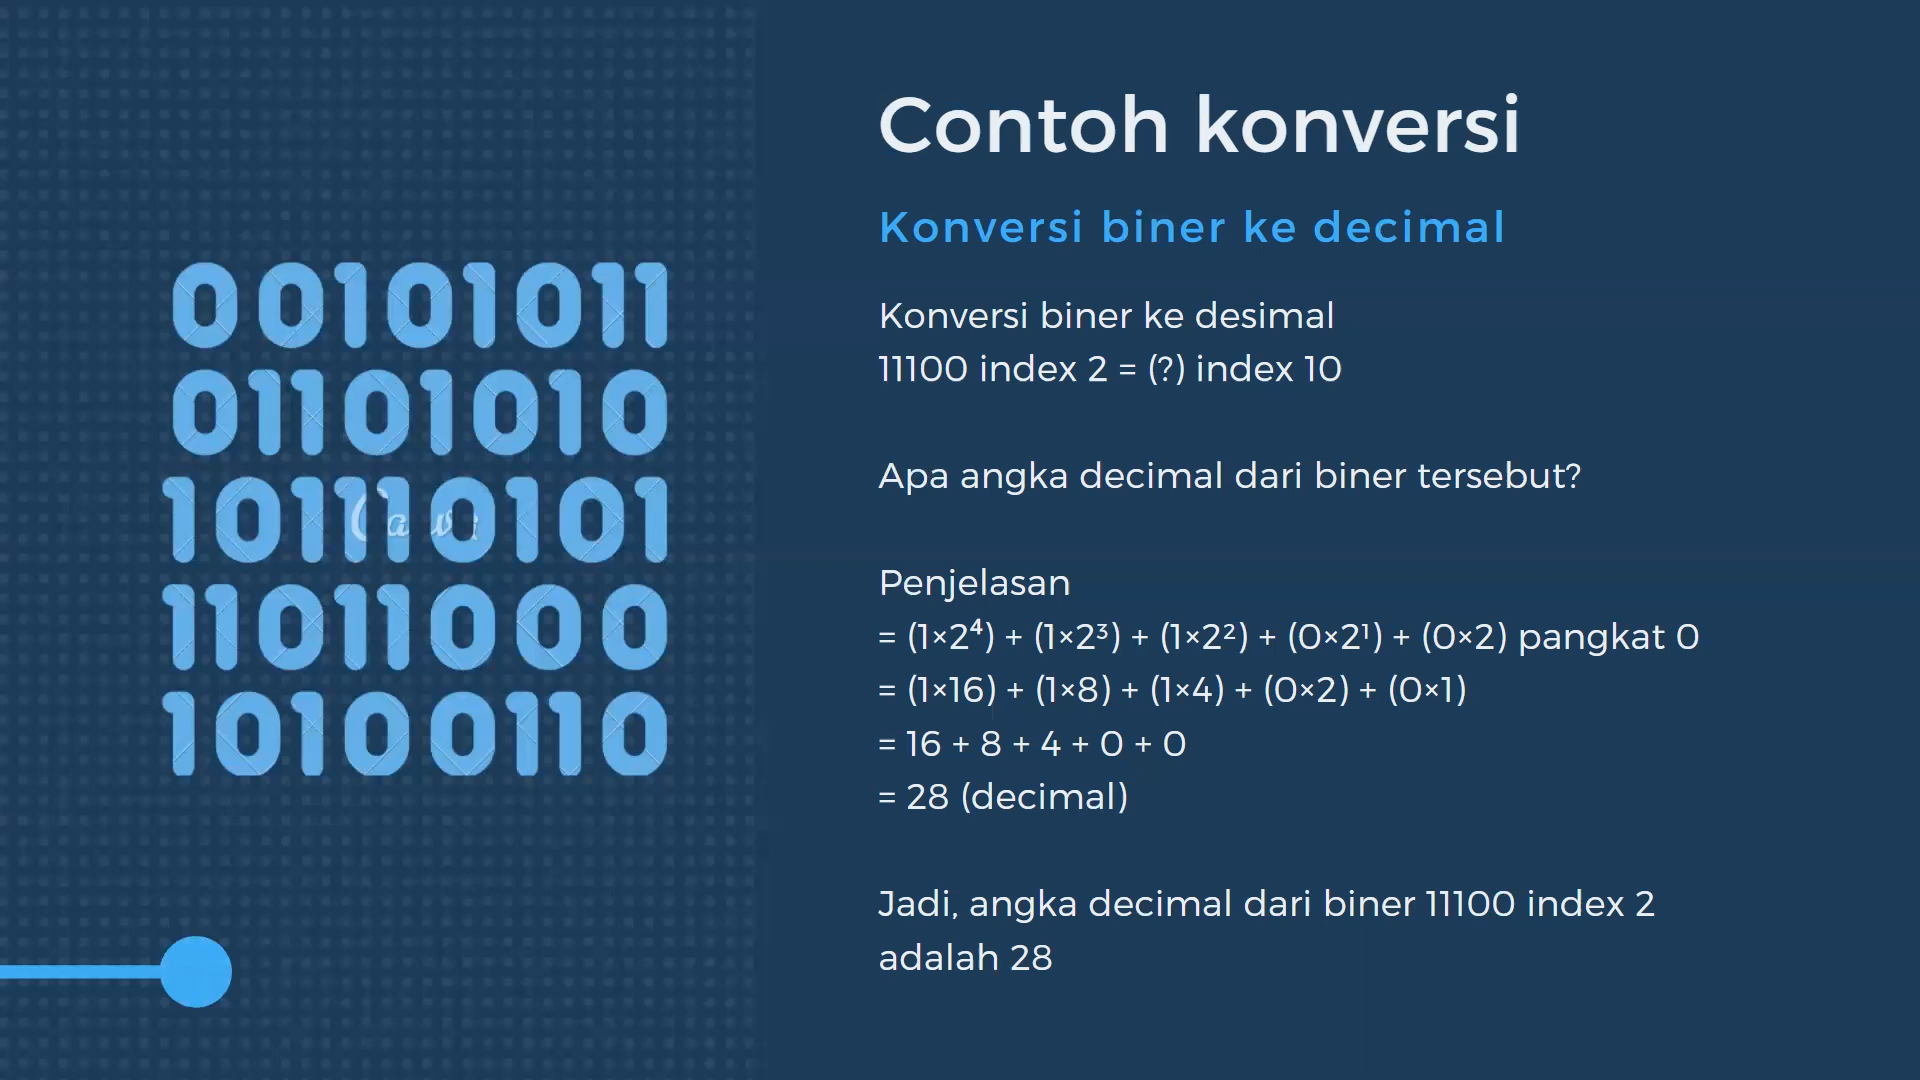 00101011
01101010
101110101
11011000
10100110
Canva
Contoh konversi
Konversi biner ke decimal
Konversi biner ke desimal
11100 index 2 = (?) index 10
Apa angka decimal dari biner tersebut?
Penjelasan
= (1×2⁴) + (1×2³) + (1×2²) + (0×2¹) + (0×2) pangkat 0
= (1×16) + (1×8) + (1×4) + (0×2) + (0×1)
= 16 + 8 + 4 + 0 + 0
= 28 (decimal)
Jadi, angka decimal dari biner 11100 index 2
adalah 28